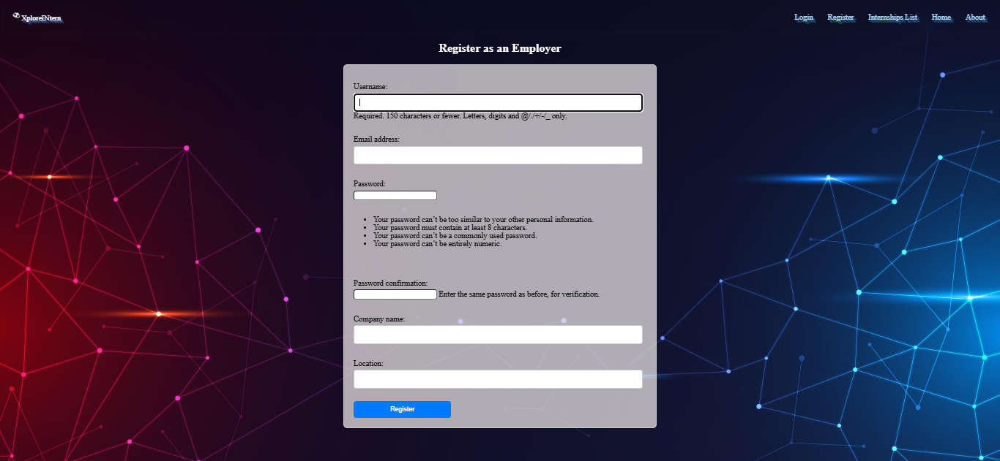 XploreINtern
Login Register Internships List Home About
Register as an Employer
Username:
Required. 150 characters or fewer. Letters, digits and @/./+/-/_ only.
Email address:
Password:
• Your password can’t be too similar to your other personal information.
• Your password must contain at least 8 characters.
• Your password can’t be a commonly used password.
• Your password can’t be entirely numeric.
Password confirmation:
Enter the same password as before, for verification.
Company name:
Location:
Register